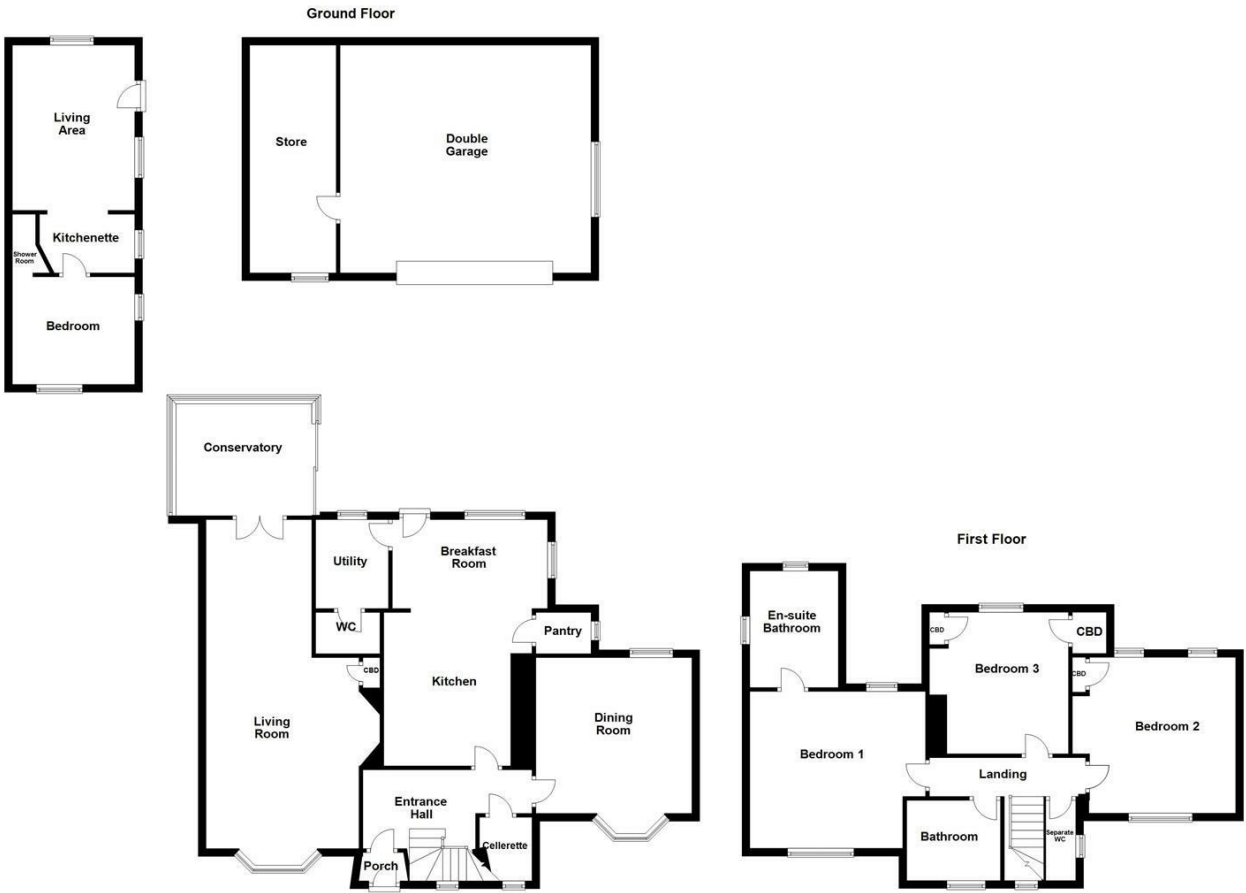 Ground Floor
Living
Area
Kitchenette
Shower
Room
Bedroom
Store
Double
Garage
Conservatory
Utility
Breakfast
Room
WC
Pantry
CBD
Kitchen
Living
Room
Dining
Room
Entrance
Hall
Cellerette
Porch
First Floor
En-suite
Bathroom
CBD
CBD
Bedroom 3
CBD
Bedroom 2
Bedroom 1
Landing
Bathroom
Separate
WC